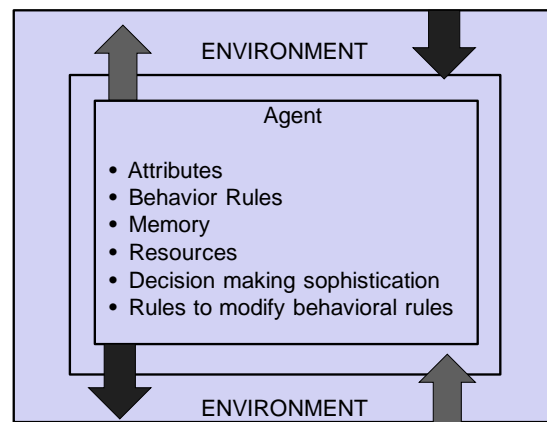 ENVIRONMENT
Agent
• Attributes
• Behavior Rules
• Memory
• Resources
• Decision making sophistication
• Rules to modify behavioral rules
ENVIRONMENT